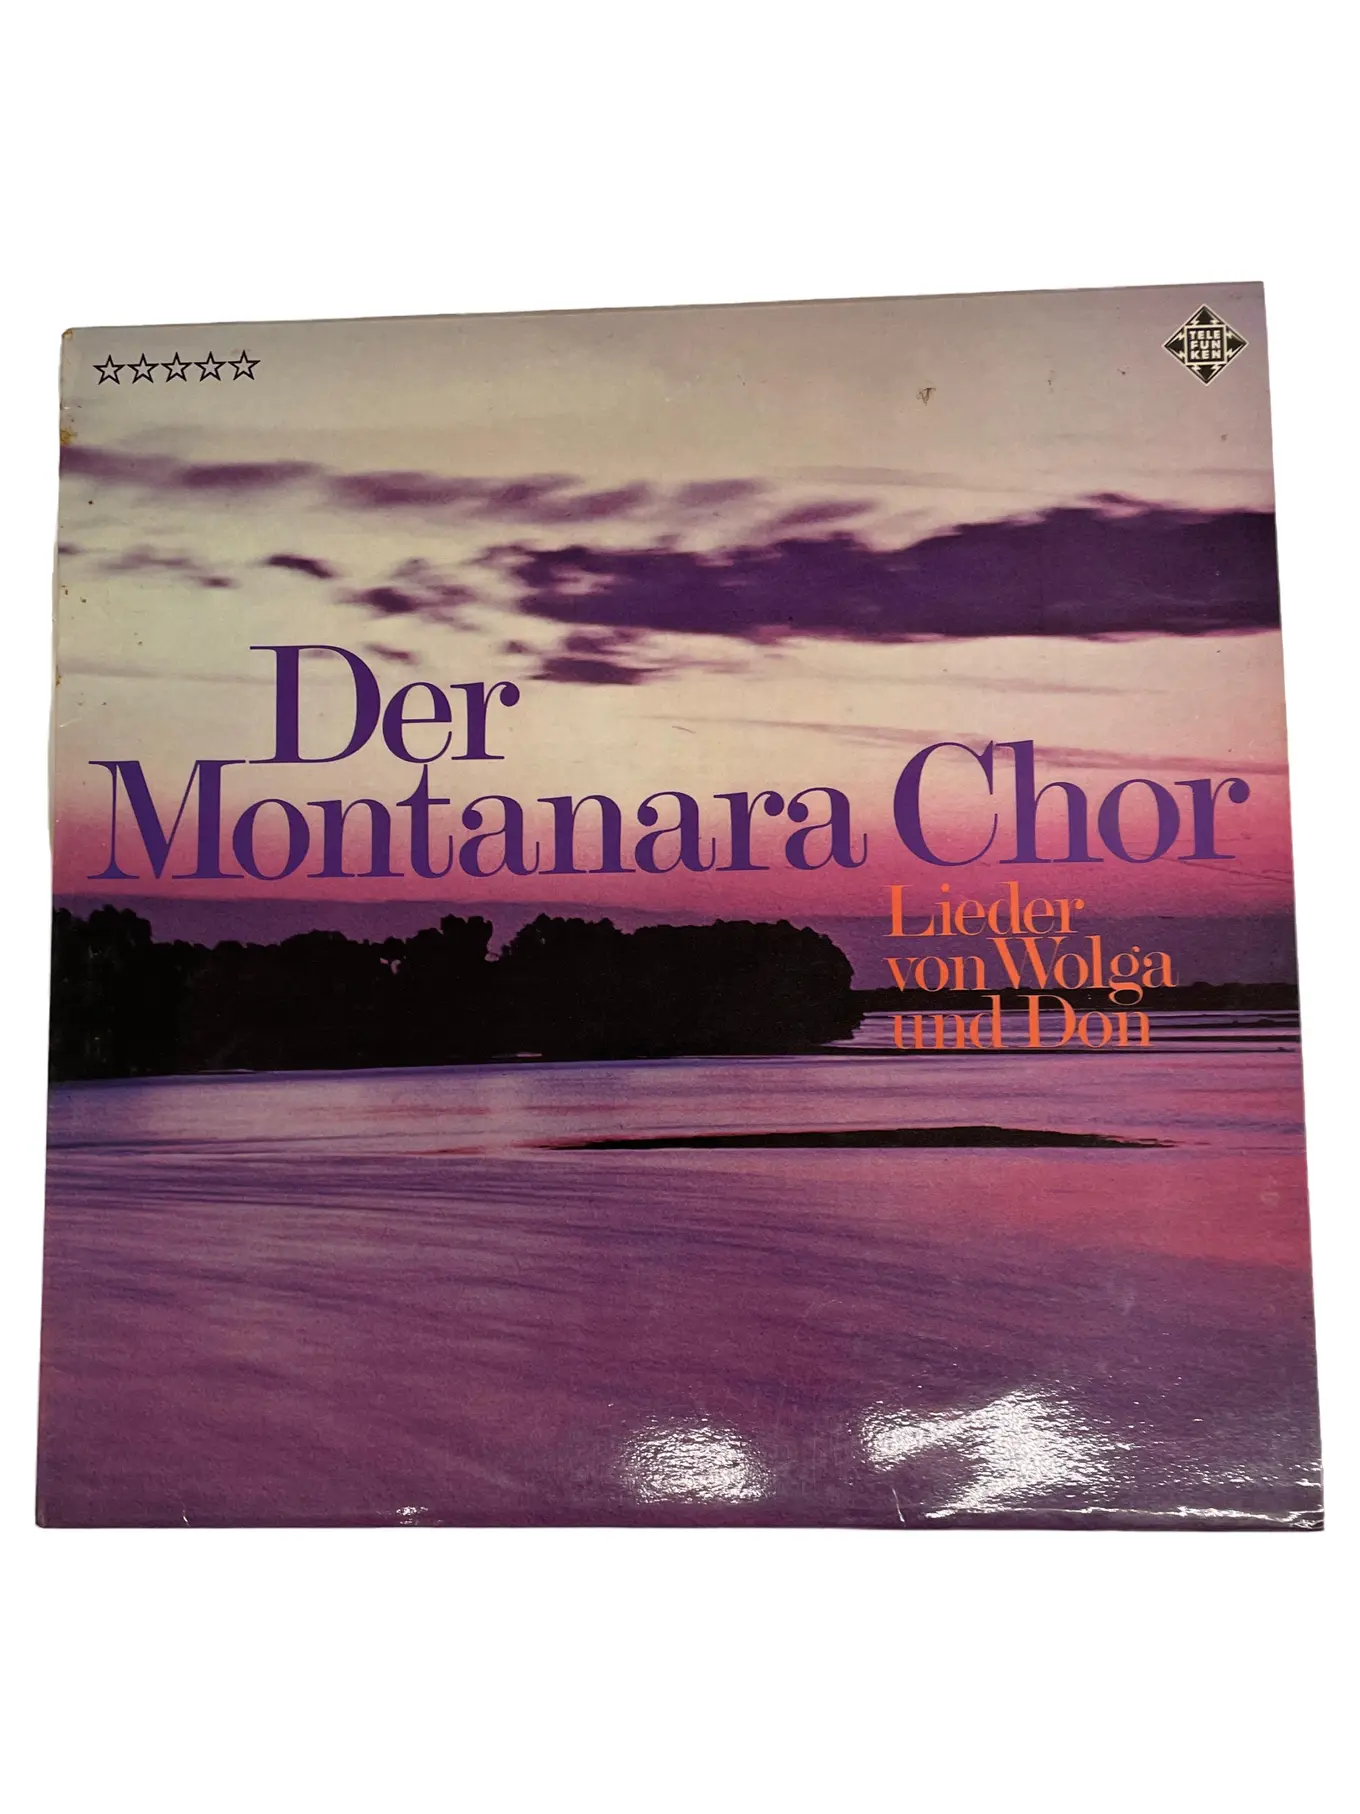 ☆☆☆☆☆
TELE
FUN
KEN
Der
Montanara Chor
Lieder
von Wolga
und Don